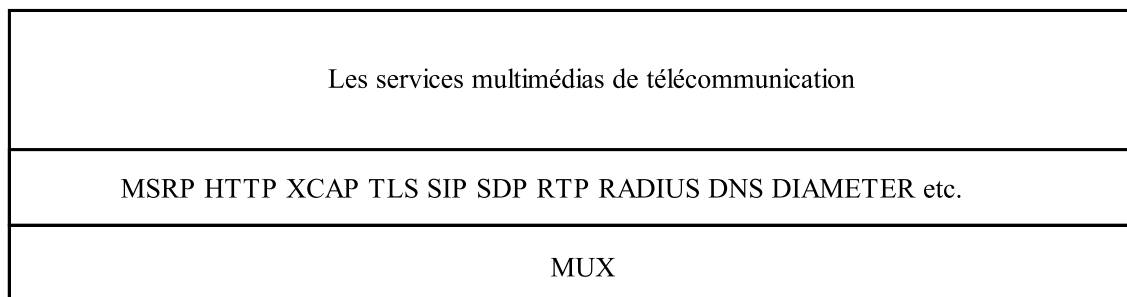 Les services multimédias de télécommunication
MSRP HTTP XCAP TLS SIP SDP RTP RADIUS DNS DIAMETER etc.
MUX